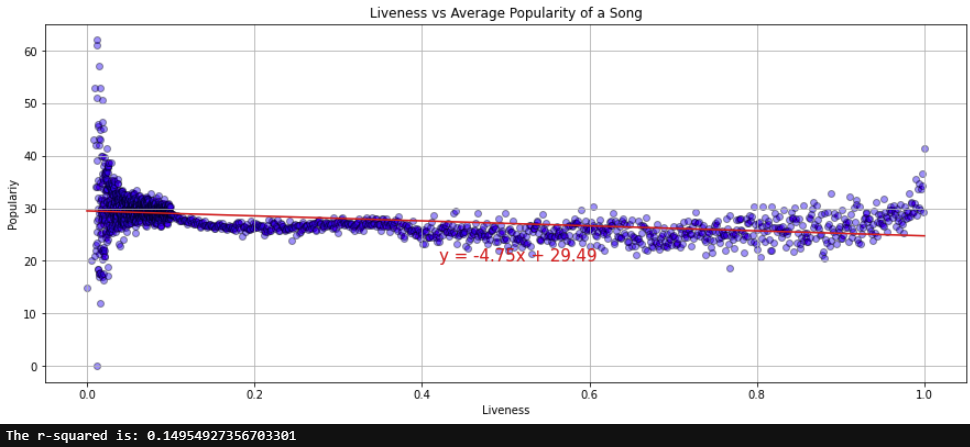 Liveness vs Average Popularity of a Song
Populariy
60
50
40
30
20
10
0
y = -4.75x + 29.49
0.0 0.2 0.4 0.6 0.8 1.0
Liveness
The r-squared is: 0.14954927356703301